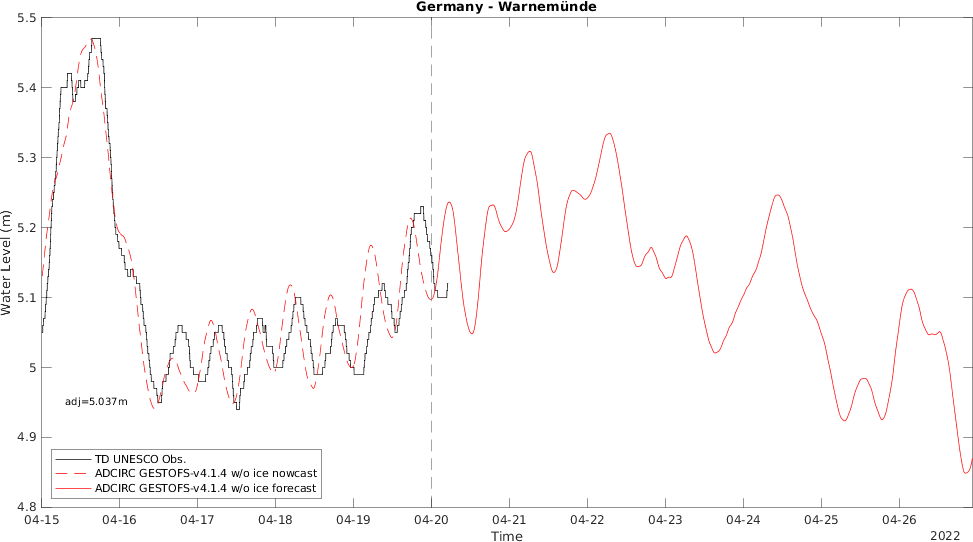 Germany - Warnemünde
5.5
5.4
5.3
5.2
5.1
5
4.9
4.8
Water Level (m)
adj=5.037m
TD UNESCO Obs.
ADCIRC GESTOFS-v4.1.4 w/o ice nowcast
ADCIRC GESTOFS-v4.1.4 w/o ice forecast
04-15 04-16 04-17 04-18 04-19 04-20 04-21 04-22 04-23 04-24 04-25 04-26
Time
2022